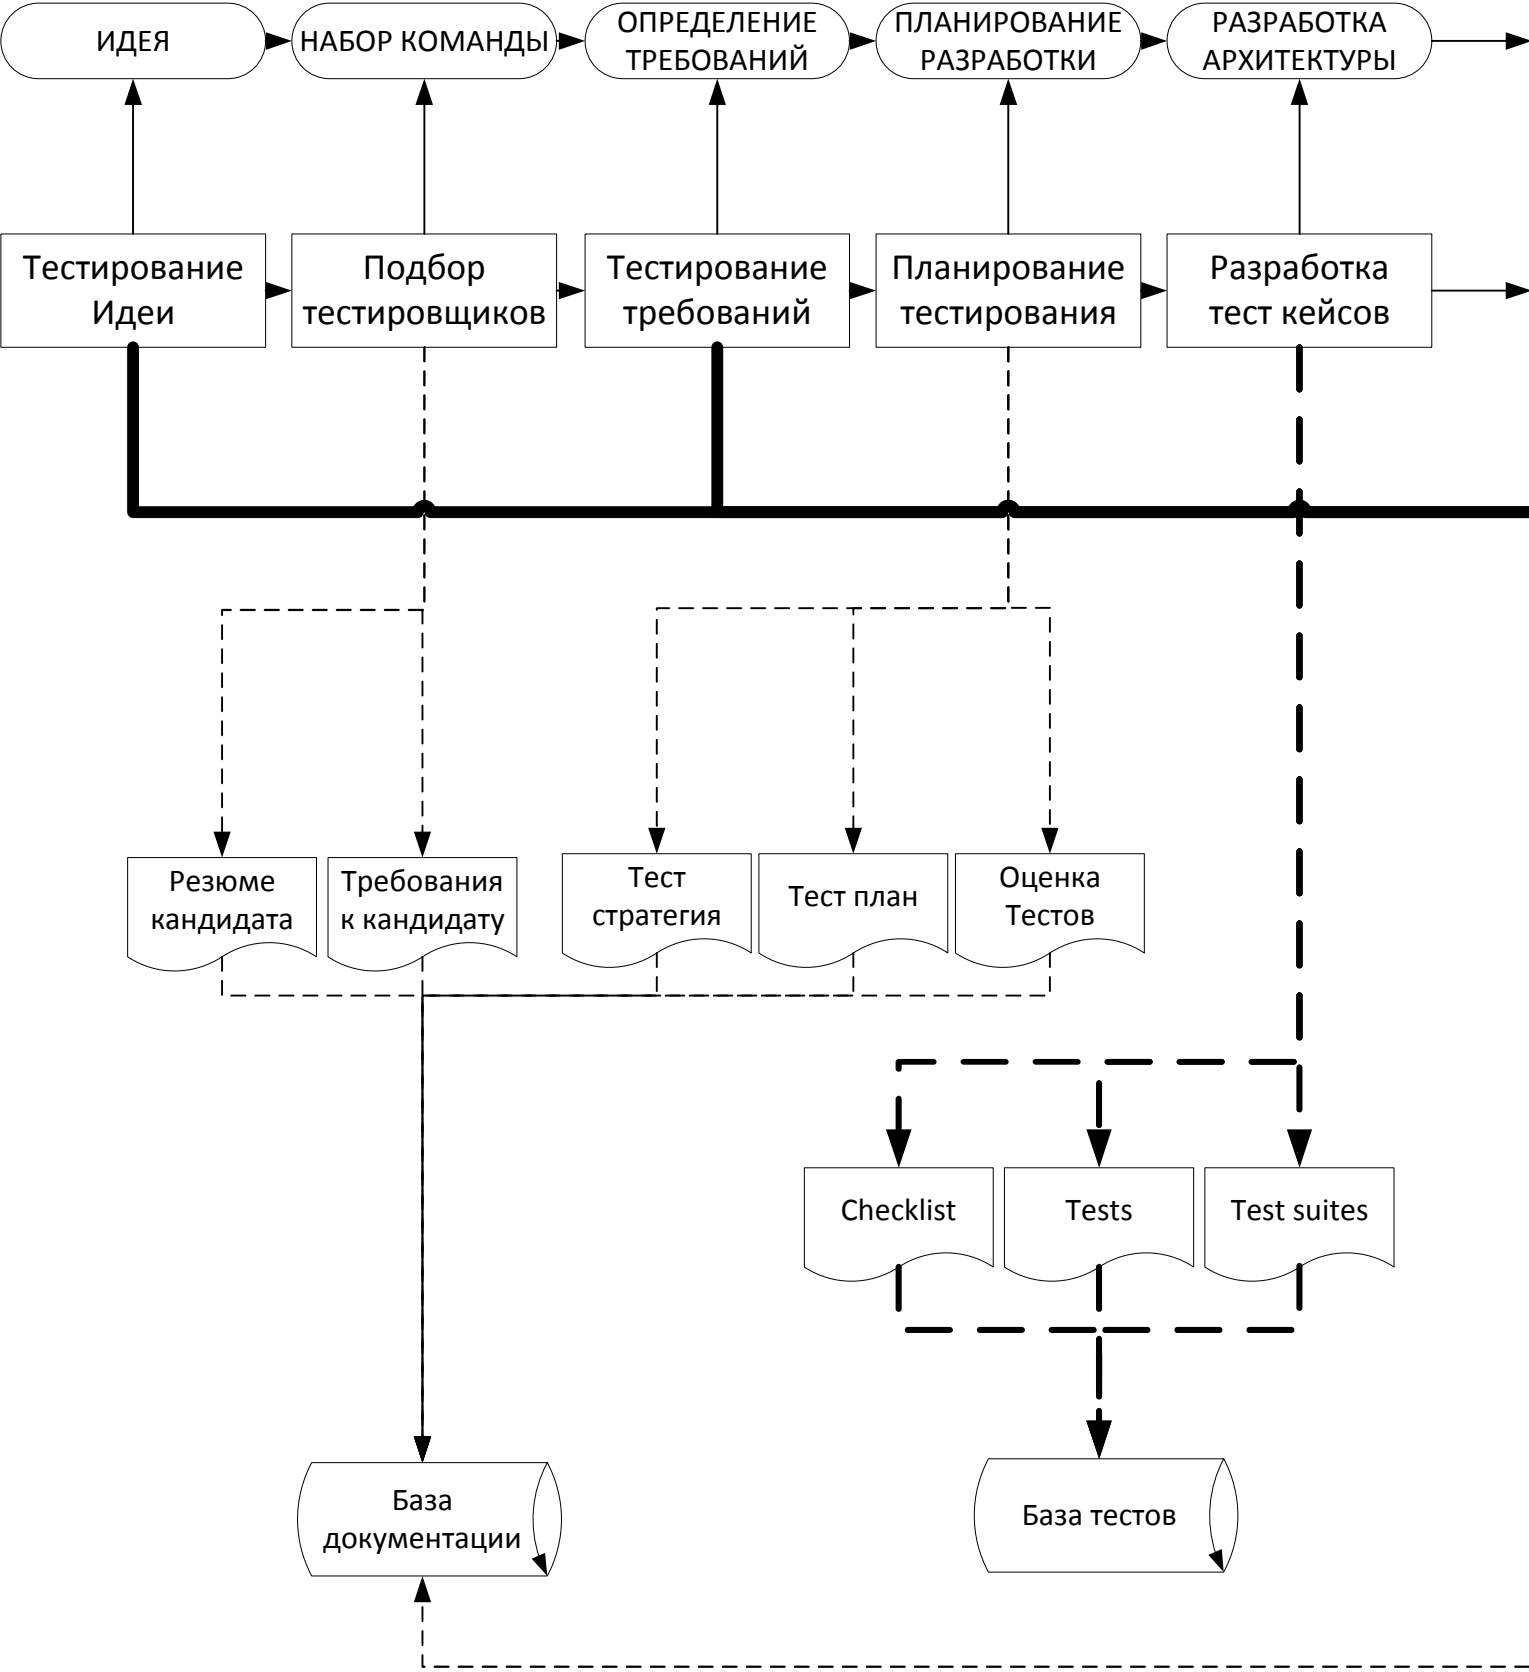 ИДЕЯ
НАБОР КОМАНДЫ
ОПРЕДЕЛЕНИЕ
ТРЕБОВАНИЙ
ПЛАНИРОВАНИЕ
РАЗРАБОТКИ
РАЗРАБОТКА
АРХИТЕКТУРЫ
Тестирование
Идеи
Подбор
тестировщиков
Тестирование
требований
Планирование
тестирования
Разработка
тест кейсов
Резюме
кандидата
Требования
к кандидату
Тест
стратегия
Тест план
Оценка
Тестов
Checklist
Tests
Test suites
База
документации
База тестов